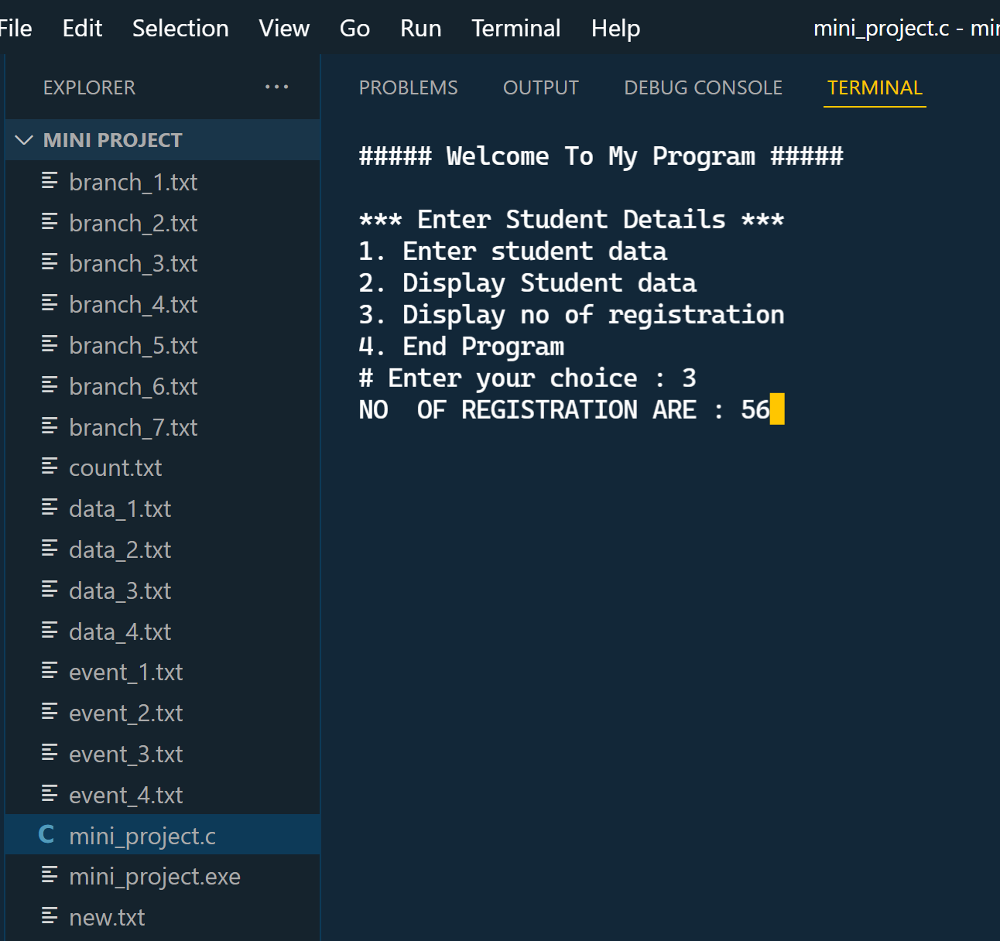 File Edit Selection View Go Run Terminal Help mini_project.c - mi
EXPLORER ...
MINI PROJECT
branch_1.txt
branch_2.txt
branch_3.txt
branch_4.txt
branch_5.txt
branch_6.txt
branch_7.txt
count.txt
data_1.txt
data_2.txt
data_3.txt
data_4.txt
event_1.txt
event_2.txt
event_3.txt
event_4.txt
C mini_project.c
mini_project.exe
new.txt
PROBLEMS OUTPUT DEBUG CONSOLE TERMINAL
##### Welcome To My Program #####
*** Enter Student Details ***
1. Enter student data
2. Display Student data
3. Display no of registration
4. End Program
# Enter your choice : 3
NO  OF REGISTRATION ARE : 56